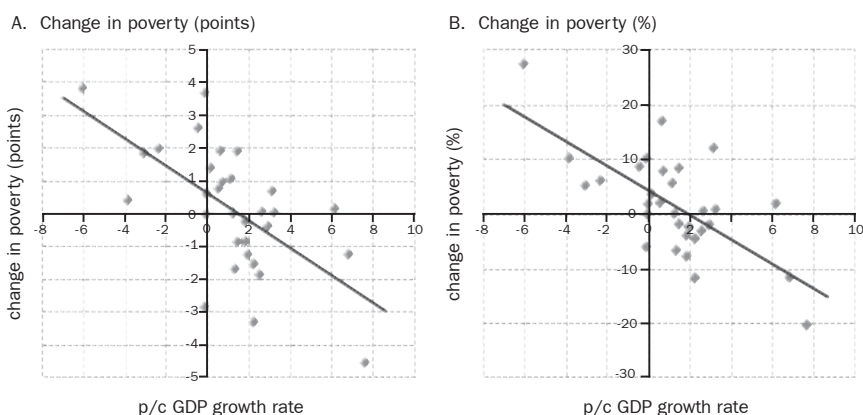 A. Change in poverty (points)
5
4
3
2
1
0
-1
-2
-3
-4
-5
-8 -6 -4 -2 -0 2 4 6 8 10
change in poverty (points)
p/c GDP growth rate
B. Change in poverty (%)
30
20
10
0
-10
-20
-30
-8 -6 -4 -2 -0 2 4 6 8 10
change in poverty (%)
p/c GDP growth rate